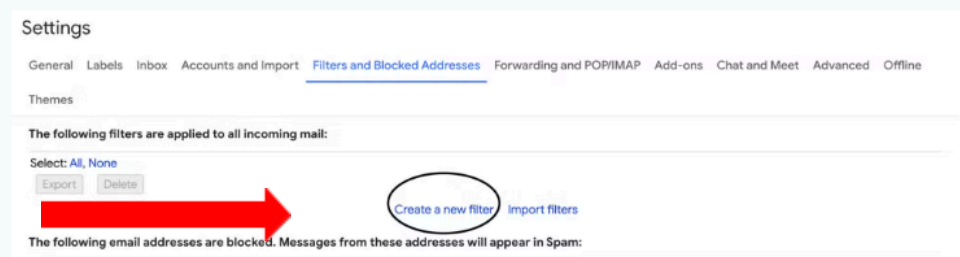 Settings
General Labels Inbox Accounts and Import Filters and Blocked Addresses Forwarding and POP/IMAP Add-ons Chat and Meet Advanced Offline
Themes
The following filters are applied to all incoming mail:
Select: All, None
Export Delete
Create a new filter Import filters
The following email addresses are blocked. Messages from these addresses will appear in Spam: